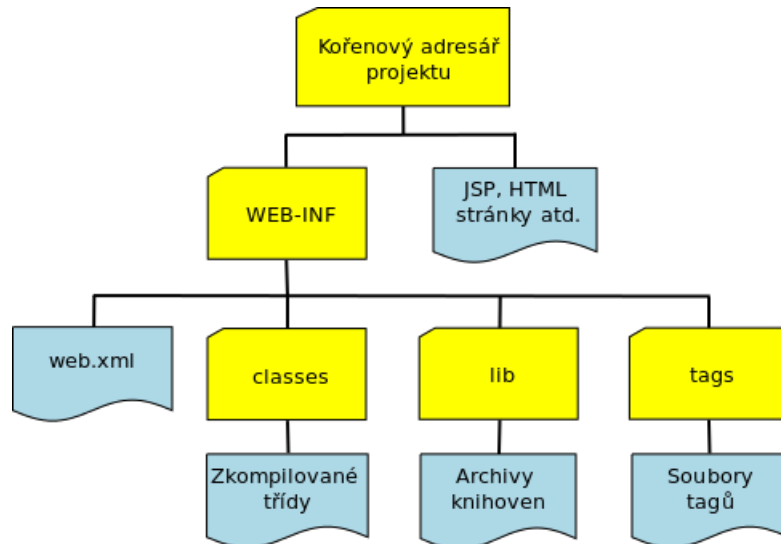 Kořenový adresář
projektu
WEB-INF
JSP, HTML
stránky atd.
web.xml
classes
lib
tags
Zkompilované
třídy
Archivy
knihoven
Soubory
tagů